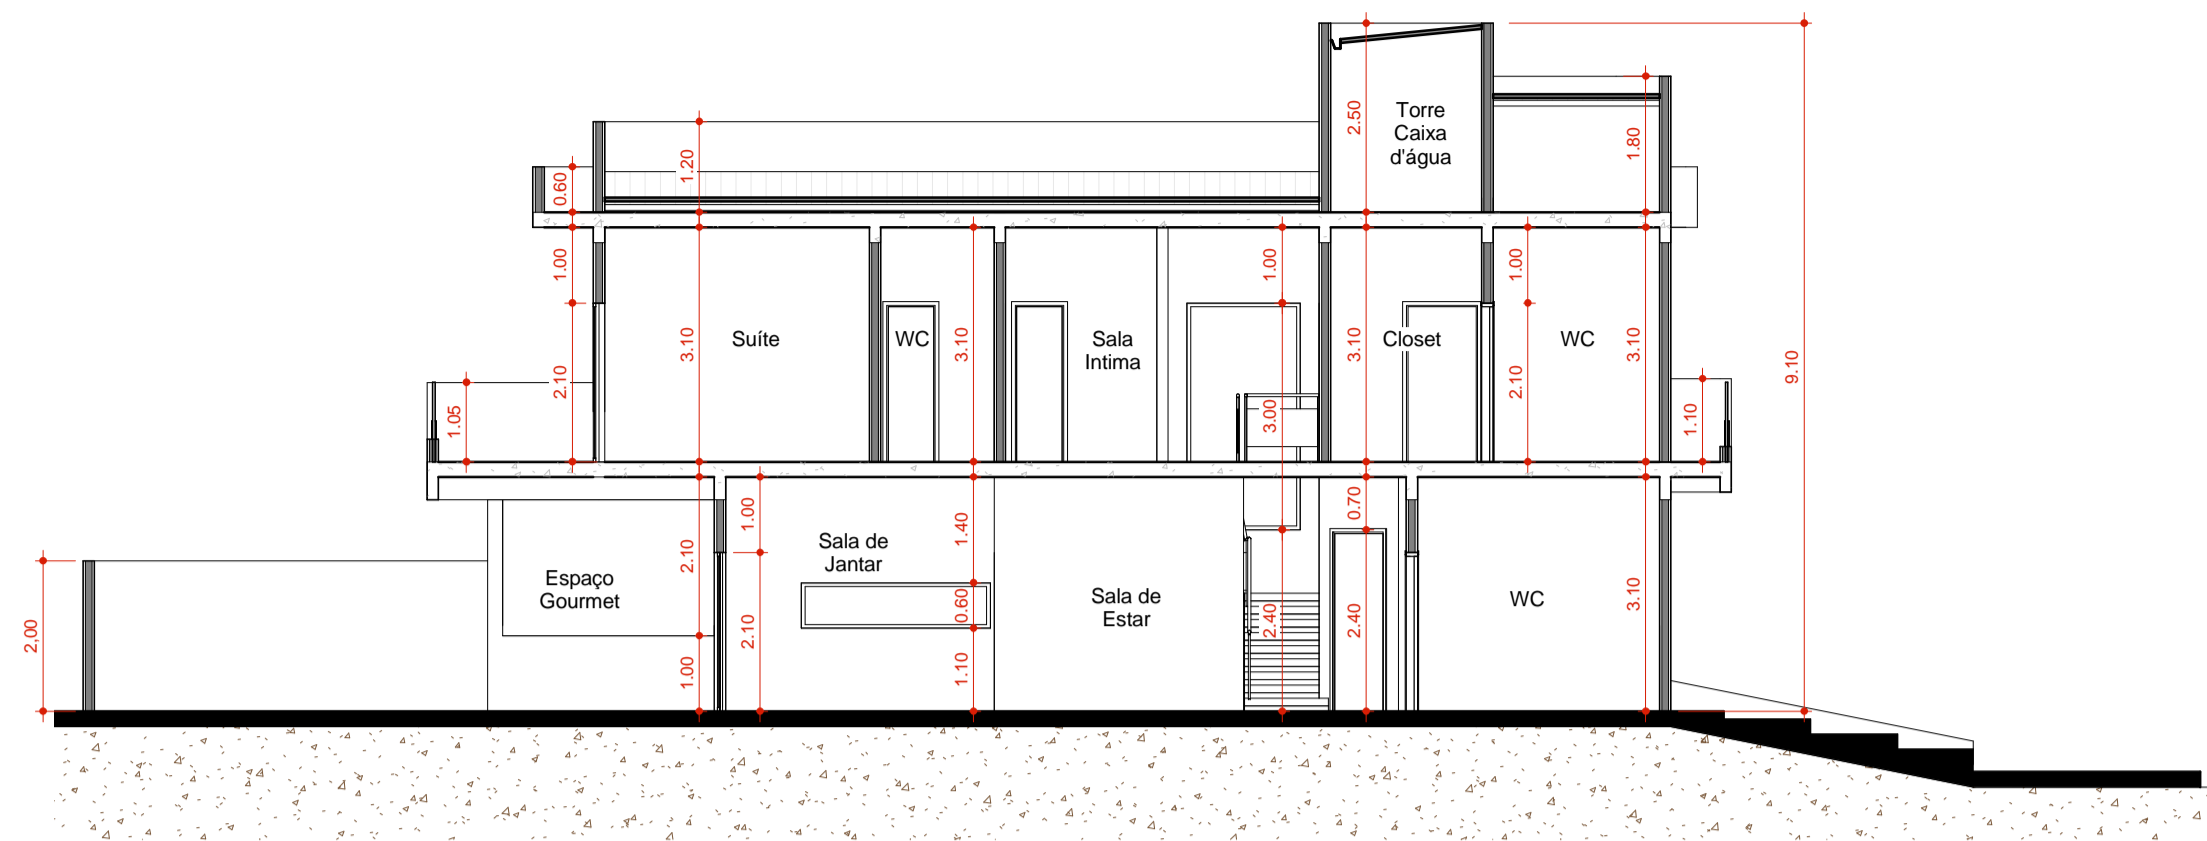 2.50
Torre
Caixa
d'água
1.80
1.20
0.60
9.10
1.00
1.00
1.00
3.10
Suíte
WC
3.10
Sala
Intima
3.10
Closet
WC
3.10
2.10
2.10
1.05
3.00
1.10
1.00
1.40
0.70
2.10
Sala de
Jantar
Espaço
Gourmet
0.60
Sala de
Estar
2.40
2.40
WC
3.10
2,00
2.10
1.00
1.10